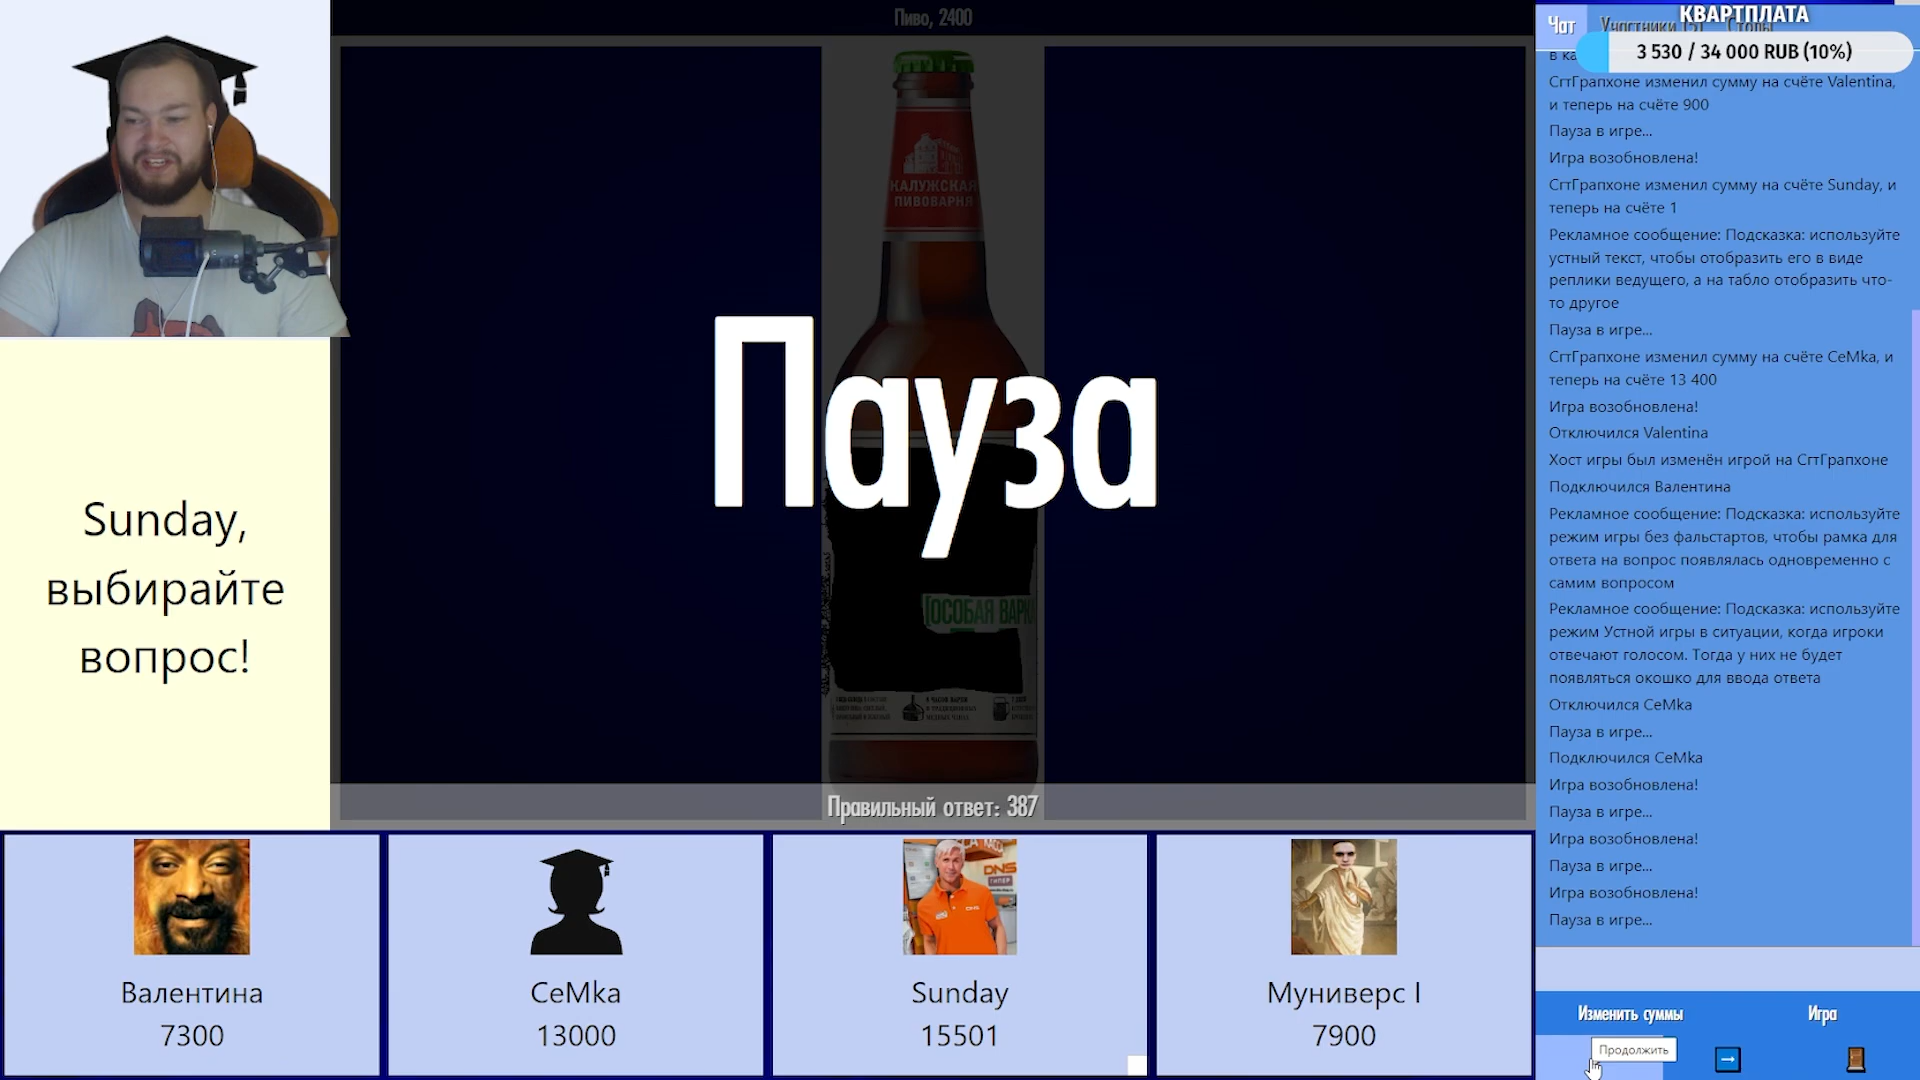 Пиво, 2400
КАЛУЖСКАЯ
ПИВОВАРНЯ
Пауза
[ОСОБАЯ ВАРК
Правильный ответ: 387
Sunday,
выбирайте
вопрос!
Валентина
7300
CeMka
13000
Sunday
15501
Муниверс I
7900
DNS
ГИПЕР
КВАРТПЛАТА
Чат
Участники (5)
Столы
3 530 / 34 000 RUB (10%)
в ка
СгтГрапхоне изменил сумму на счёте Valentina,
и теперь на счёте 900
Пауза в игре...
Игра возобновлена!
СгтГрапхоне изменил сумму на счёте Sunday, и
теперь на счёте 1
Рекламное сообщение: Подсказка: используйте
устный текст, чтобы отобразить его в виде
реплики ведущего, а на табло отобразить что-
то другое
Пауза в игре...
СгтГрапхоне изменил сумму на счёте CeMka, и
теперь на счёте 13 400
Игра возобновлена!
Отключился Valentina
Хост игры был изменён игрой на СгтГрапхоне
Подключился Валентина
Рекламное сообщение: Подсказка: используйте
режим игры без фальстартов, чтобы рамка для
ответа на вопрос появлялась одновременно с
самим вопросом
Рекламное сообщение: Подсказка: используйте
режим Устной игры в ситуации, когда игроки
отвечают голосом. Тогда у них не будет
появляться окошко для ввода ответа
Отключился CeMka
Пауза в игре...
Подключился CeMka
Игра возобновлена!
Пауза в игре...
Игра возобновлена!
Пауза в игре...
Игра возобновлена!
Пауза в игре...
Изменить суммы
Игра
Продолжить